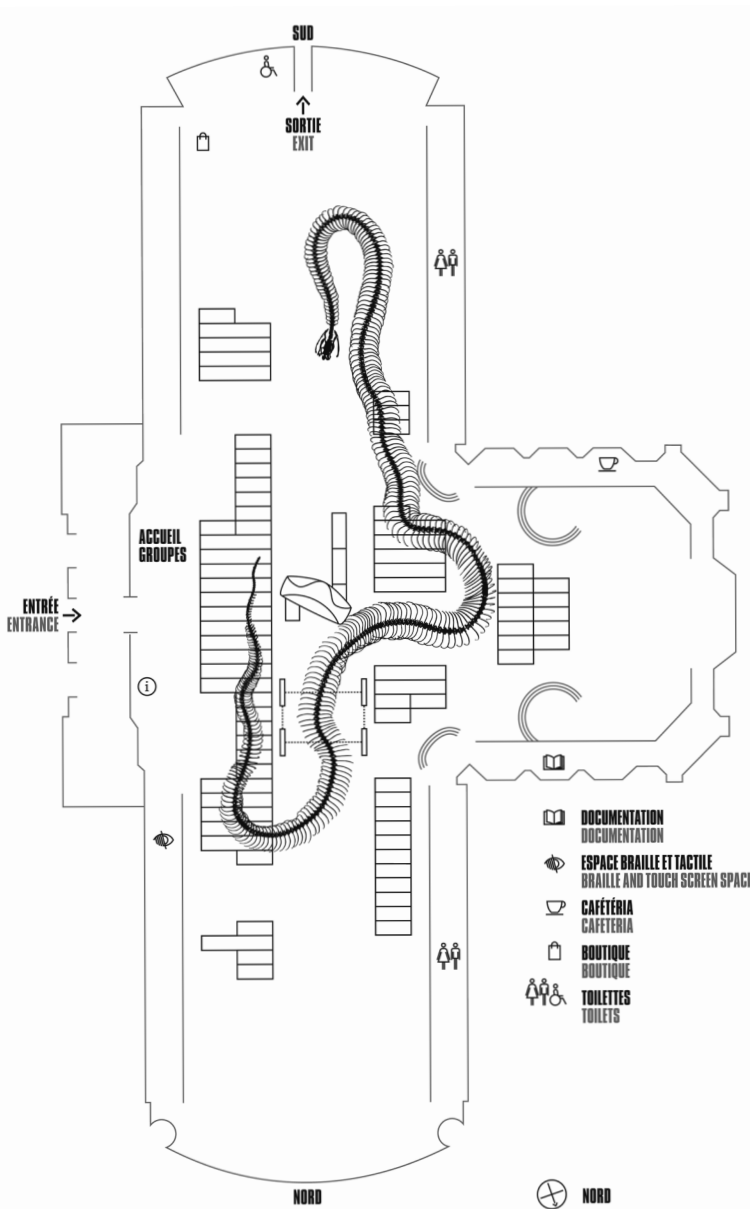 SUD
SORTIE
EXIT
ACCUEIL
GROUPES
ENTRÉE
ENTRANCE
i
DOCUMENTATION
DOCUMENTATION
ESPACE BRAILLE ET TACTILE
BRAILLE AND TOUCH SCREEN SPACE
CAFÉTÉRIA
CAFETERIA
BOUTIQUE
BOUTIQUE
TOILETTES
TOILETS
NORD
NORD